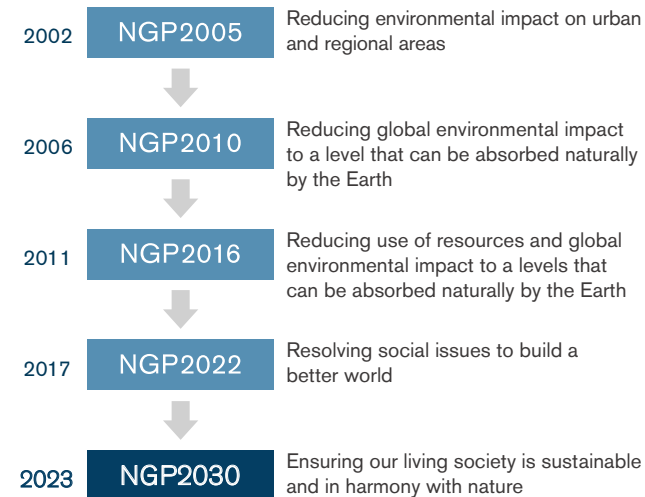 2002
NGP2005
Reducing environmental impact on urban
and regional areas
2006
NGP2010
Reducing global environmental impact
to a level that can be absorbed naturally
by the Earth
2011
NGP2016
Reducing use of resources and global
environmental impact to a levels that
can be absorbed naturally by the Earth
2017
NGP2022
Resolving social issues to build a
better world
2023
NGP2030
Ensuring our living society is sustainable
and in harmony with nature